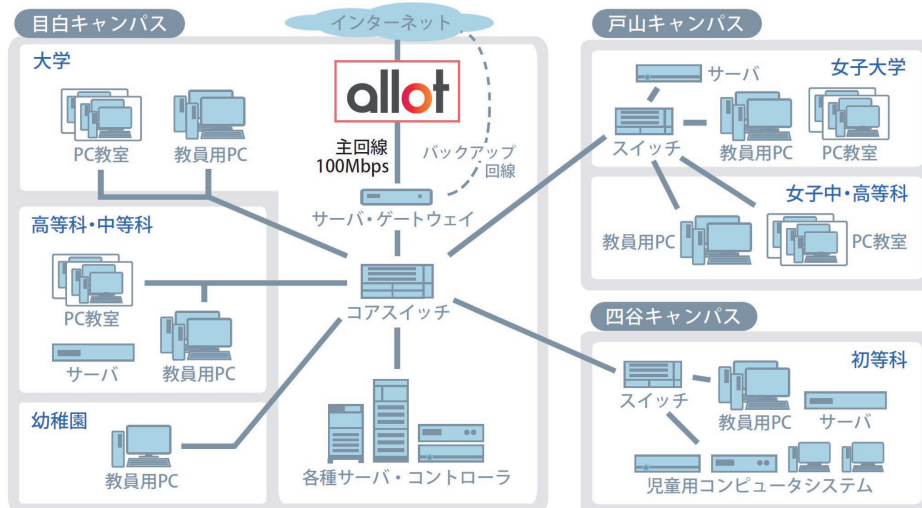 目白キャンパス
インターネット
大学
allot
PC教室
教員用PC
主回線
100Mbps
バックアップ
回線
サーバ・ゲートウェイ
高等科・中等科
PC教室
サーバ
教員用PC
コアスイッチ
幼稚園
教員用PC
各種サーバ・コントローラ
戸山キャンパス
サーバ
女子大学
スイッチ
教員用PC
PC教室
女子中・高等科
教員用PC
PC教室
四谷キャンパス
初等科
スイッチ
教員用PC
サーバ
児童用コンピュータシステム